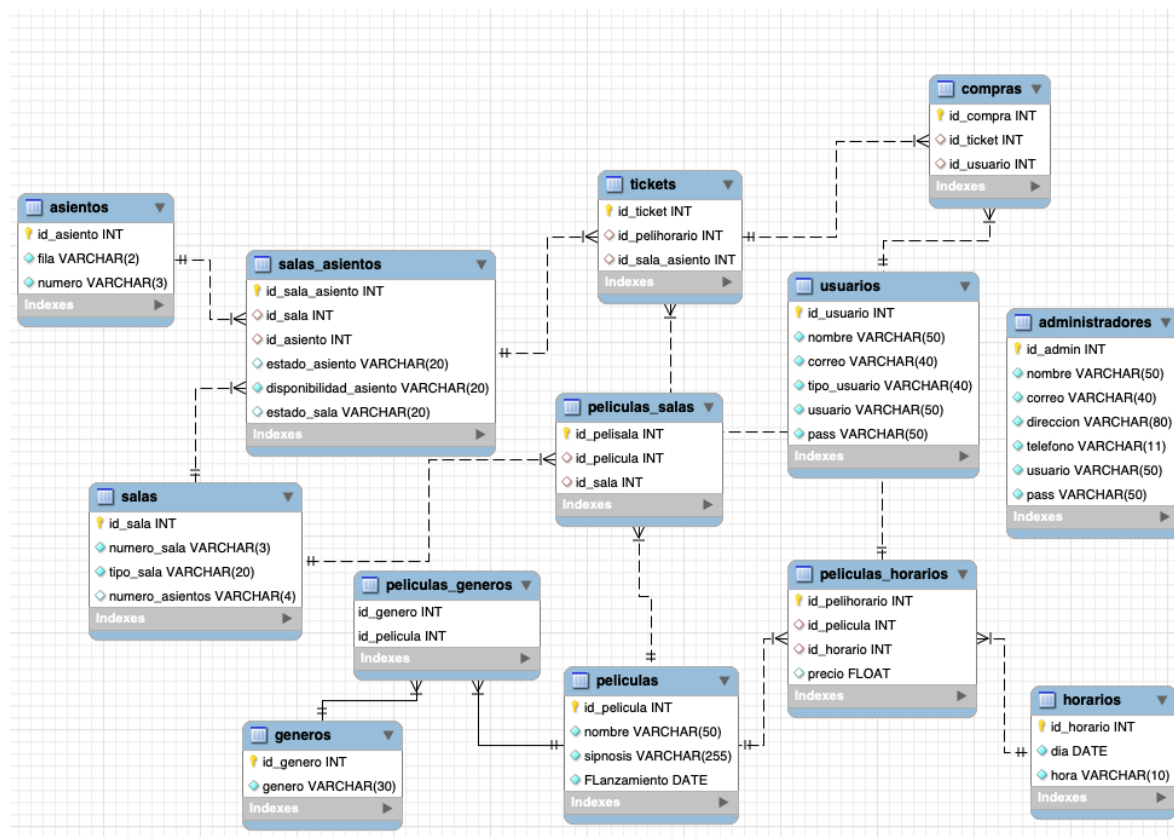 compras
id_compra INT
id_ticket INT
id_usuario INT
Indexes
tickets
id_ticket INT
id_pelihorario INT
id_sala_asiento INT
Indexes
asientos
id_asiento INT
fila VARCHAR(2)
numero VARCHAR(3)
Indexes
salas_asientos
id_sala_asiento INT
id_sala INT
id_asiento INT
estado_asiento VARCHAR(20)
disponibilidad_asiento VARCHAR(20)
estado_sala VARCHAR(20)
Indexes
usuarios
id_usuario INT
nombre VARCHAR(50)
correo VARCHAR(40)
tipo_usuario VARCHAR(40)
usuario VARCHAR(50)
pass VARCHAR(50)
Indexes
administradores
id_admin INT
nombre VARCHAR(50)
correo VARCHAR(40)
direccion VARCHAR(80)
telefono VARCHAR(11)
usuario VARCHAR(50)
pass VARCHAR(50)
Indexes
peliculas_salas
id_pelisala INT
id_pelicula INT
id_sala INT
Indexes
salas
id_sala INT
numero_sala VARCHAR(3)
tipo_sala VARCHAR(20)
numero_asientos VARCHAR(4)
Indexes
peliculas_generos
id_genero INT
id_pelicula INT
Indexes
peliculas_horarios
id_pelihorario INT
id_pelicula INT
id_horario INT
precio FLOAT
Indexes
peliculas
id_pelicula INT
nombre VARCHAR(50)
sipnosis VARCHAR(255)
FLanzamiento DATE
Indexes
horarios
id_horario INT
dia DATE
hora VARCHAR(10)
Indexes
generos
id_genero INT
genero VARCHAR(30)
Indexes